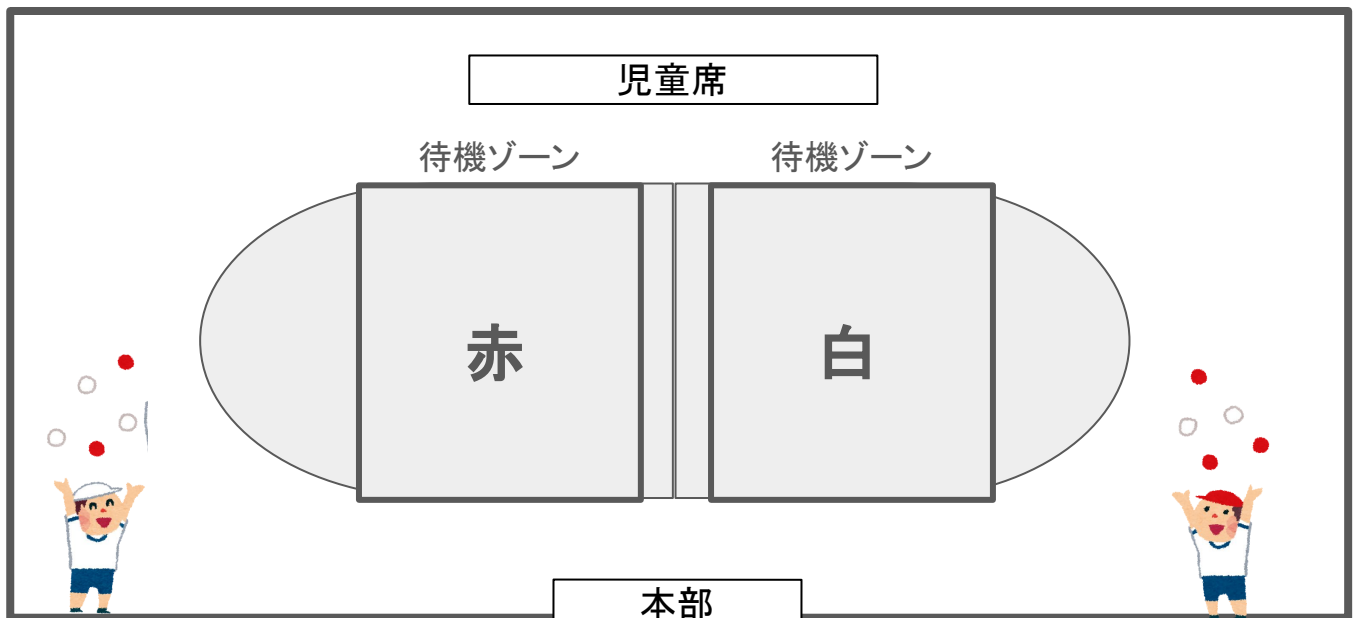 児童席
待機ゾーン
待機ゾーン
赤
白
本部